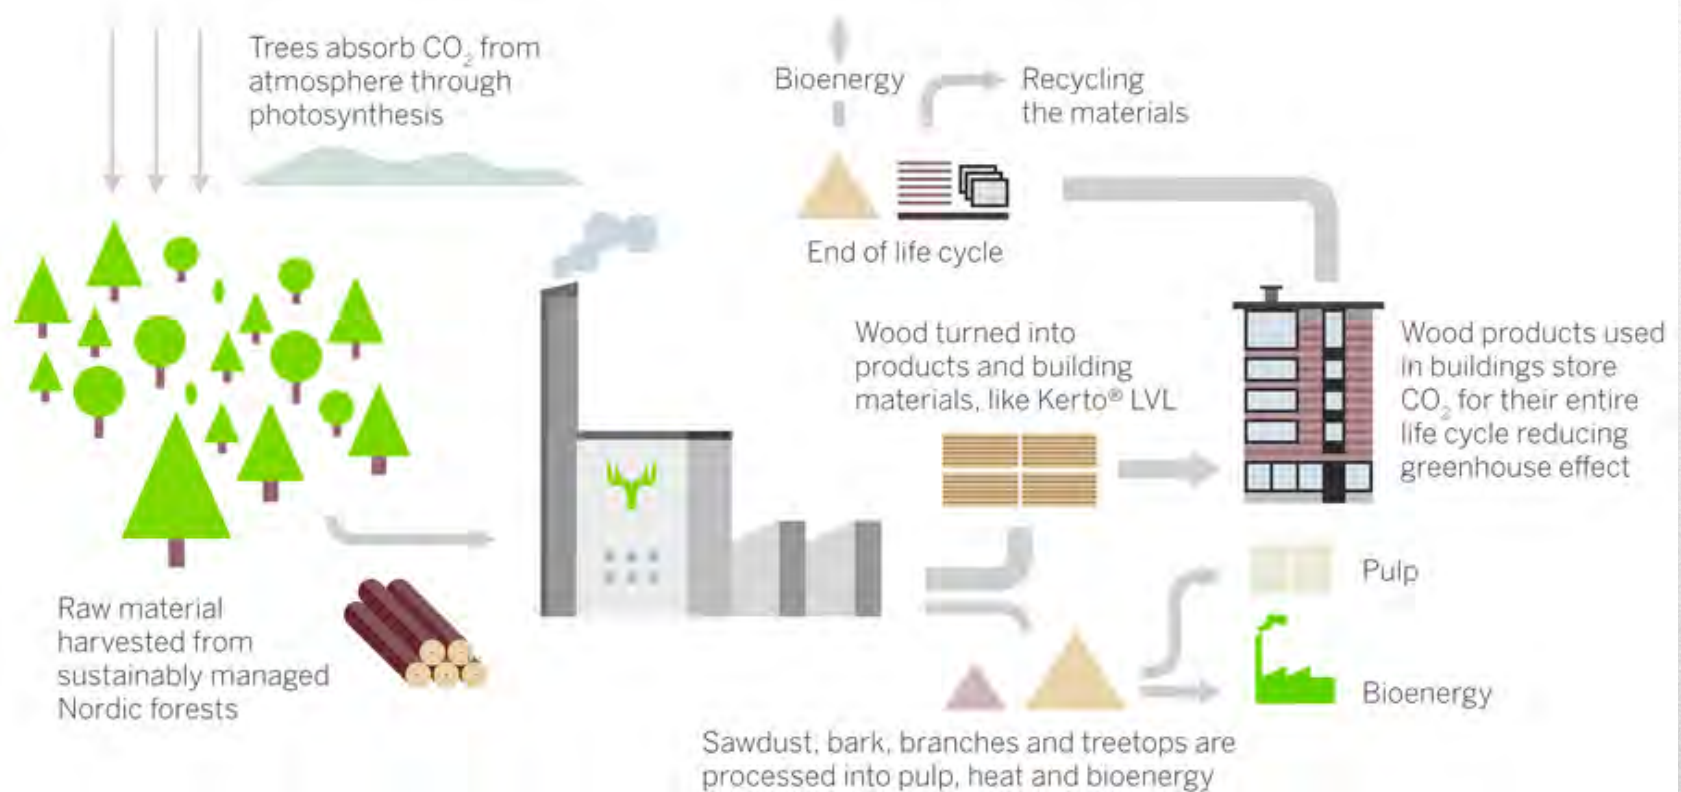 Trees absorb CO₂ from
atmosphere through
photosynthesis
Bioenergy
Recycling
the materials
End of life cycle
Wood turned into
products and building
materials, like Kerto® LVL
Wood products used
in buildings store
CO₂ for their entire
life cycle reducing
greenhouse effect
Raw material
harvested from
sustainably managed
Nordic forests
Pulp
Bioenergy
Sawdust, bark, branches and treetops are
processed into pulp, heat and bioenergy